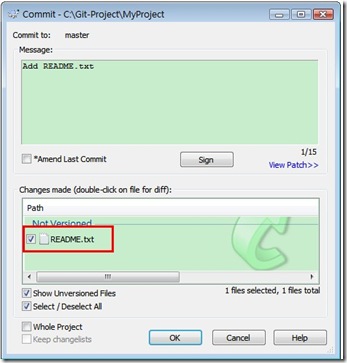 Commit - C:\Git-Project\MyProject
Commit to: master
Message:
Add README.txt
*Amend Last Commit
Sign
1/15
View Patch>>
Changes made (double-click on file for diff):
Path
Not Versioned
README.txt
Show Unversioned Files
1 files selected, 1 files total
Select / Deselect All
Whole Project
Keep changelists
OK
Cancel
Help